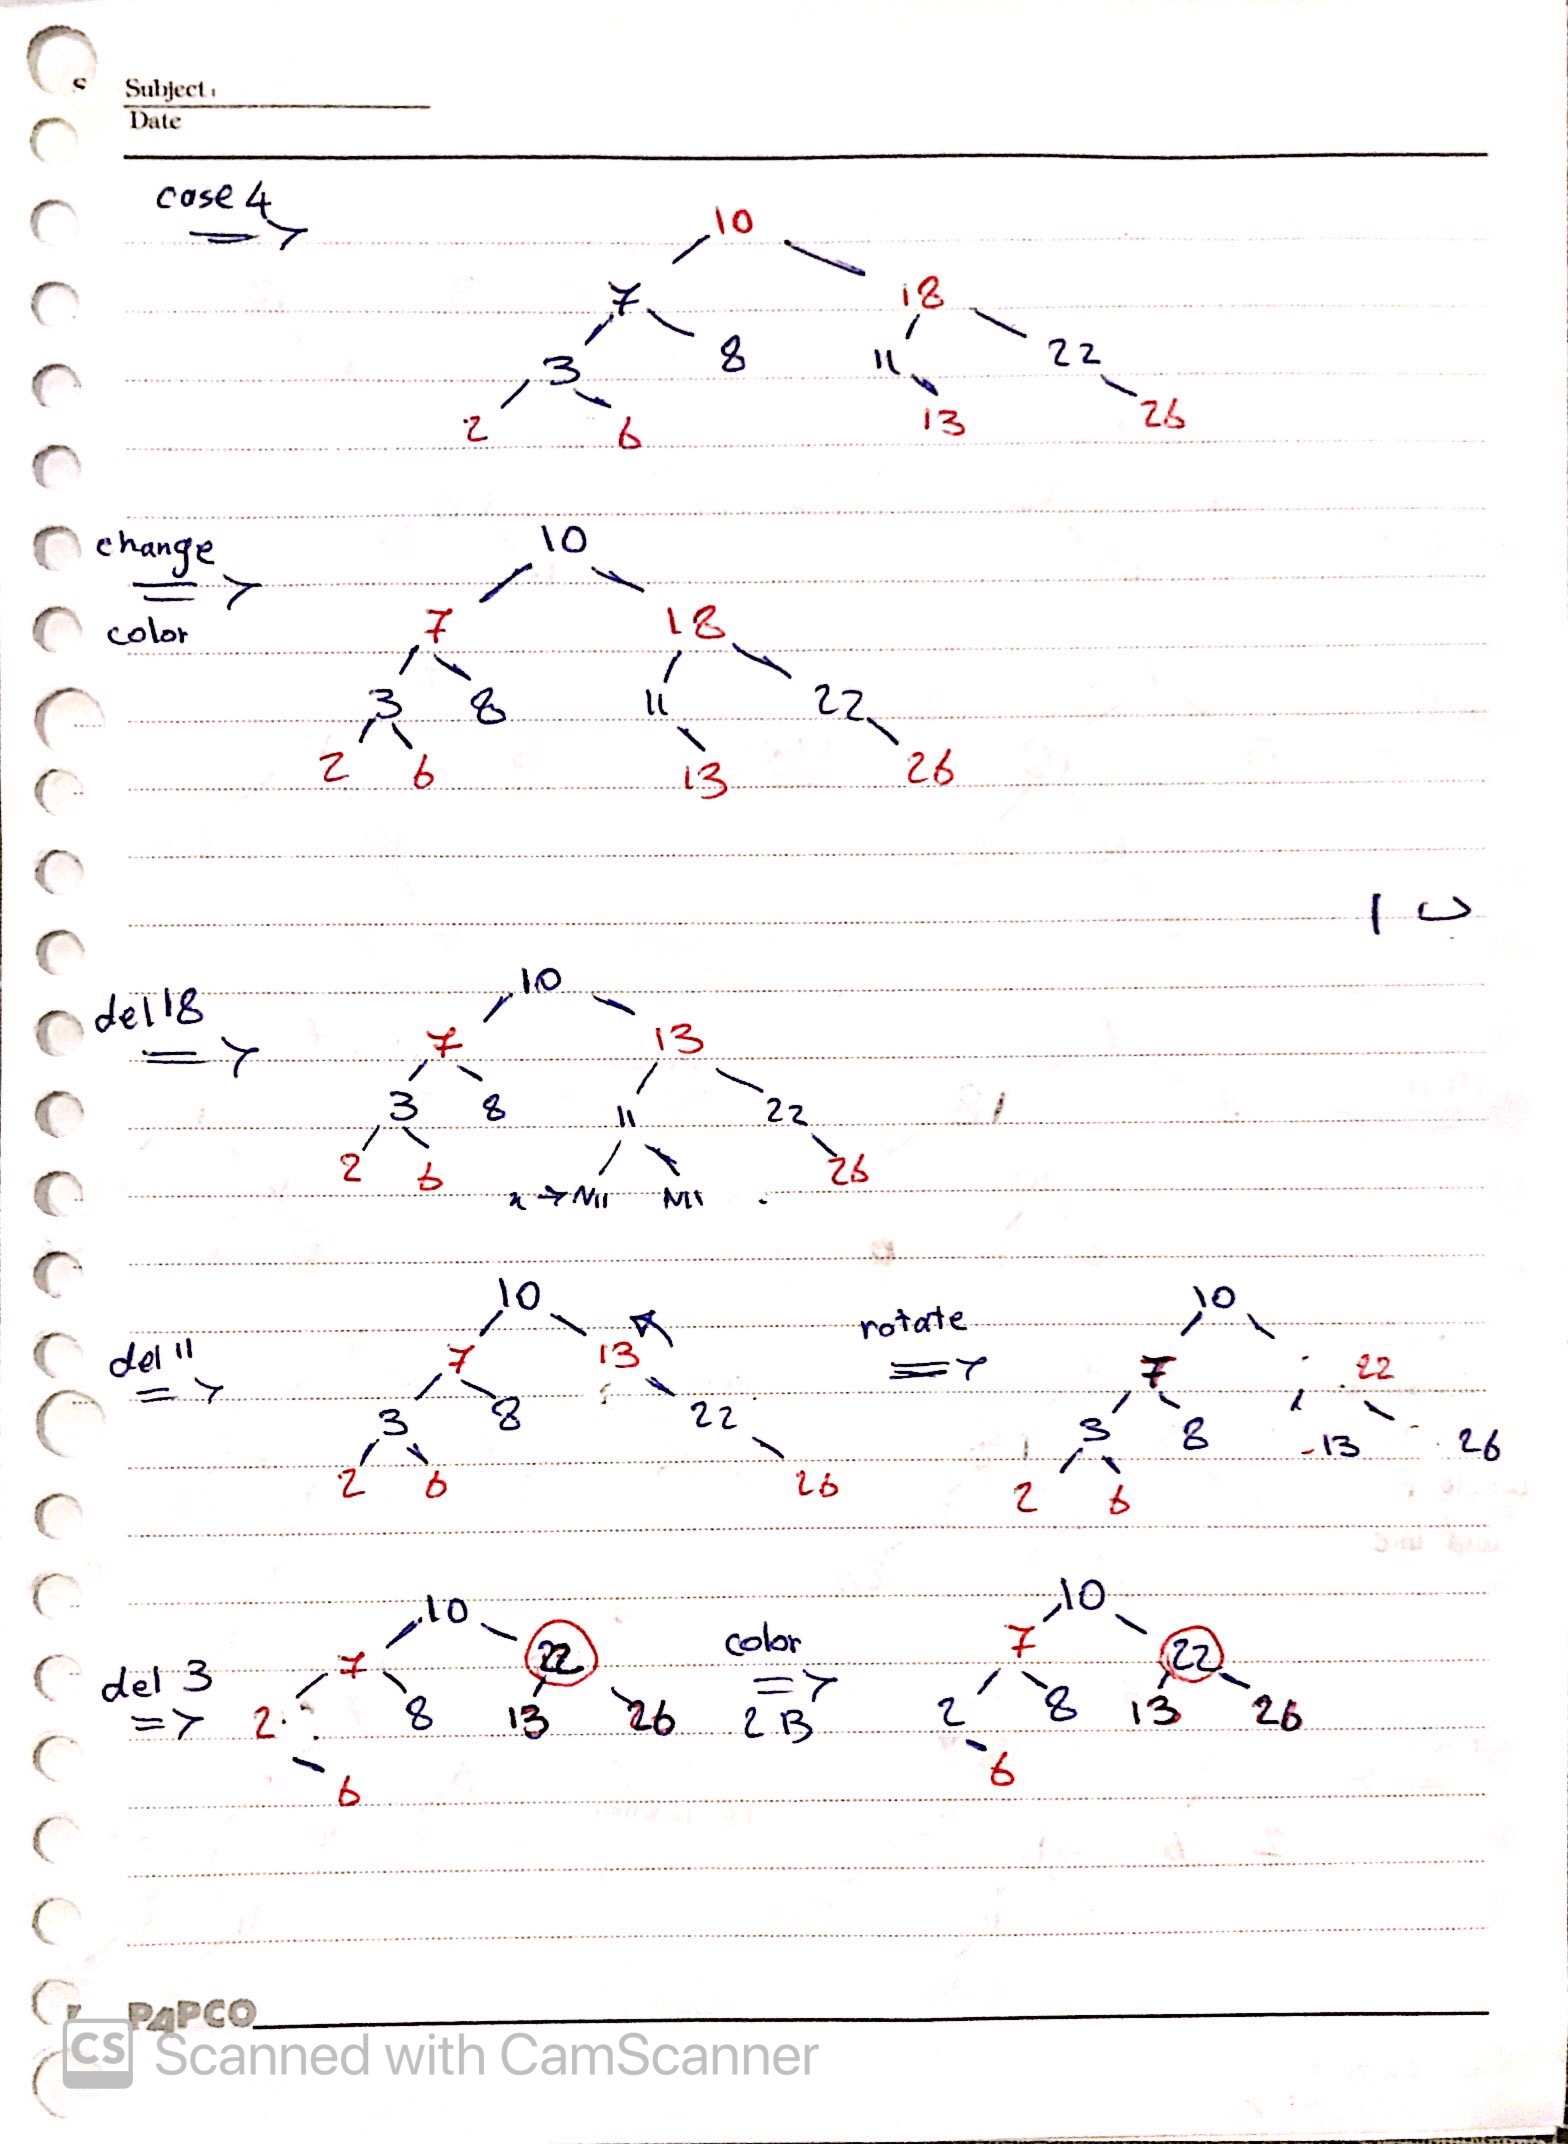 Subject:
Date
case 4
10
7 18
3 8 11 22
2 6 13 26
change
color
10
7 18
3 8 11 22
2 6 13 26
ب 1
del 18
10
7 13
3 8 11 22
2 6 x → Nil Nil 26
del 11
10
7 13
3 8 22
2 6 26
rotate
10
7 22
3 8 13 26
2 6
del 3
10
7 22
2 8 13 26
6
color
2 B
10
7 22
2 8 13 26
6
PAPCO
CS Scanned with CamScanner